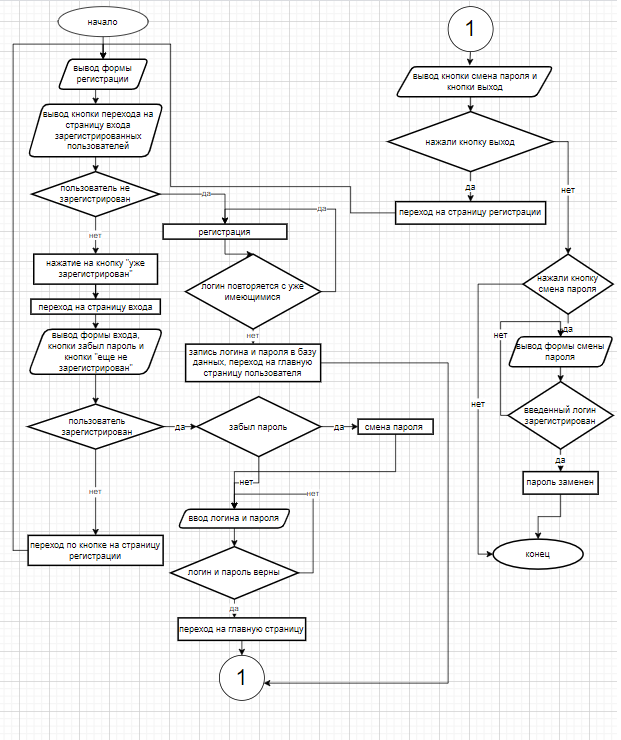 начало
вывод формы
регистрации
вывод кнопки перехода на
страницу входа
зарегистрированных
пользователей
пользователь не
зарегистрирован
да
нет
регистрация
да
логин повторяется с уже
имеющимися
нет
запись логина и пароля в базу
данных, переход на главную
страницу пользователя
нажатие на кнопку "уже
зарегистрирован"
переход на страницу входа
вывод формы входа,
кнопки забыл пароль и
кнопки "еще не
зарегистрирован"
пользователь
зарегистрирован
да
нет
переход по кнопке на страницу
регистрации
забыл пароль
да
смена пароля
нет
нет
ввод логина и пароля
логин и пароль верны
да
переход на главную страницу
1
1
вывод кнопки смена пароля и
кнопки выход
нажали кнопку выход
да
нет
переход на страницу регистрации
нажали кнопку
смена пароля
да
нет
нет
вывод формы смены
пароля
введенный логин
зарегистрирован
да
пароль заменен
конец